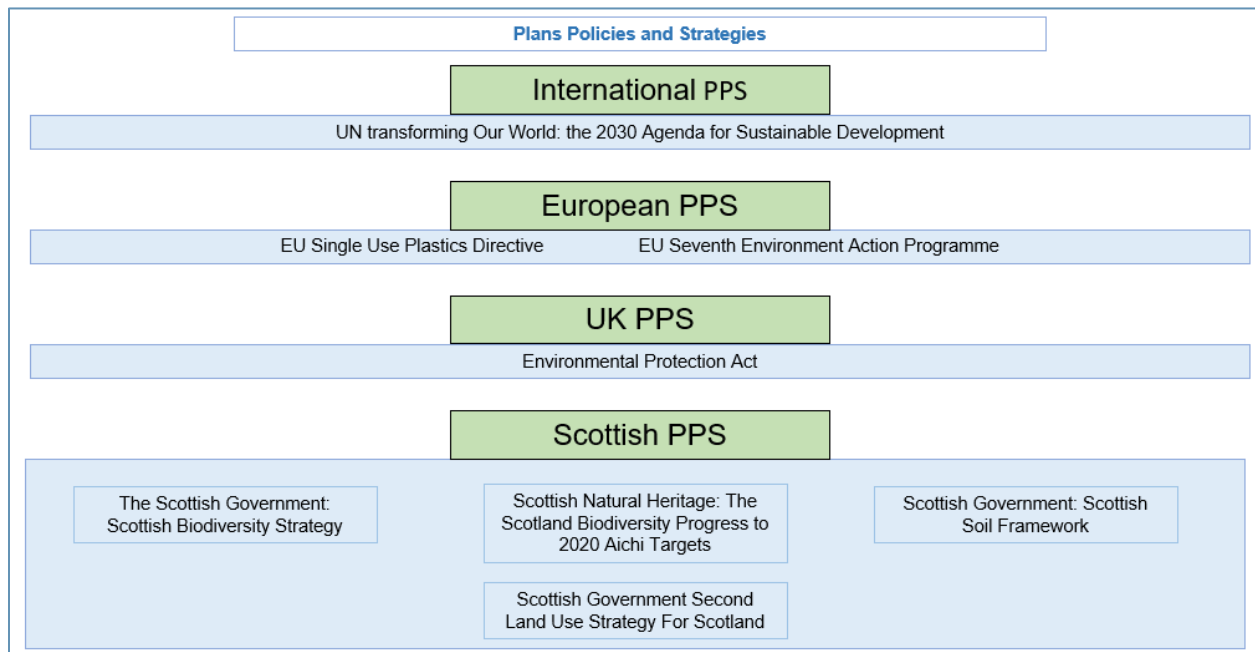 Plans Policies and Strategies
International PPS
UN transforming Our World: the 2030 Agenda for Sustainable Development
European PPS
EU Single Use Plastics Directive EU Seventh Environment Action Programme
UK PPS
Environmental Protection Act
Scottish PPS
The Scottish Government:
Scottish Biodiversity Strategy
Scottish Natural Heritage: The
Scotland Biodiversity Progress to
2020 Aichi Targets
Scottish Government: Scottish
Soil Framework
Scottish Government Second
Land Use Strategy For Scotland